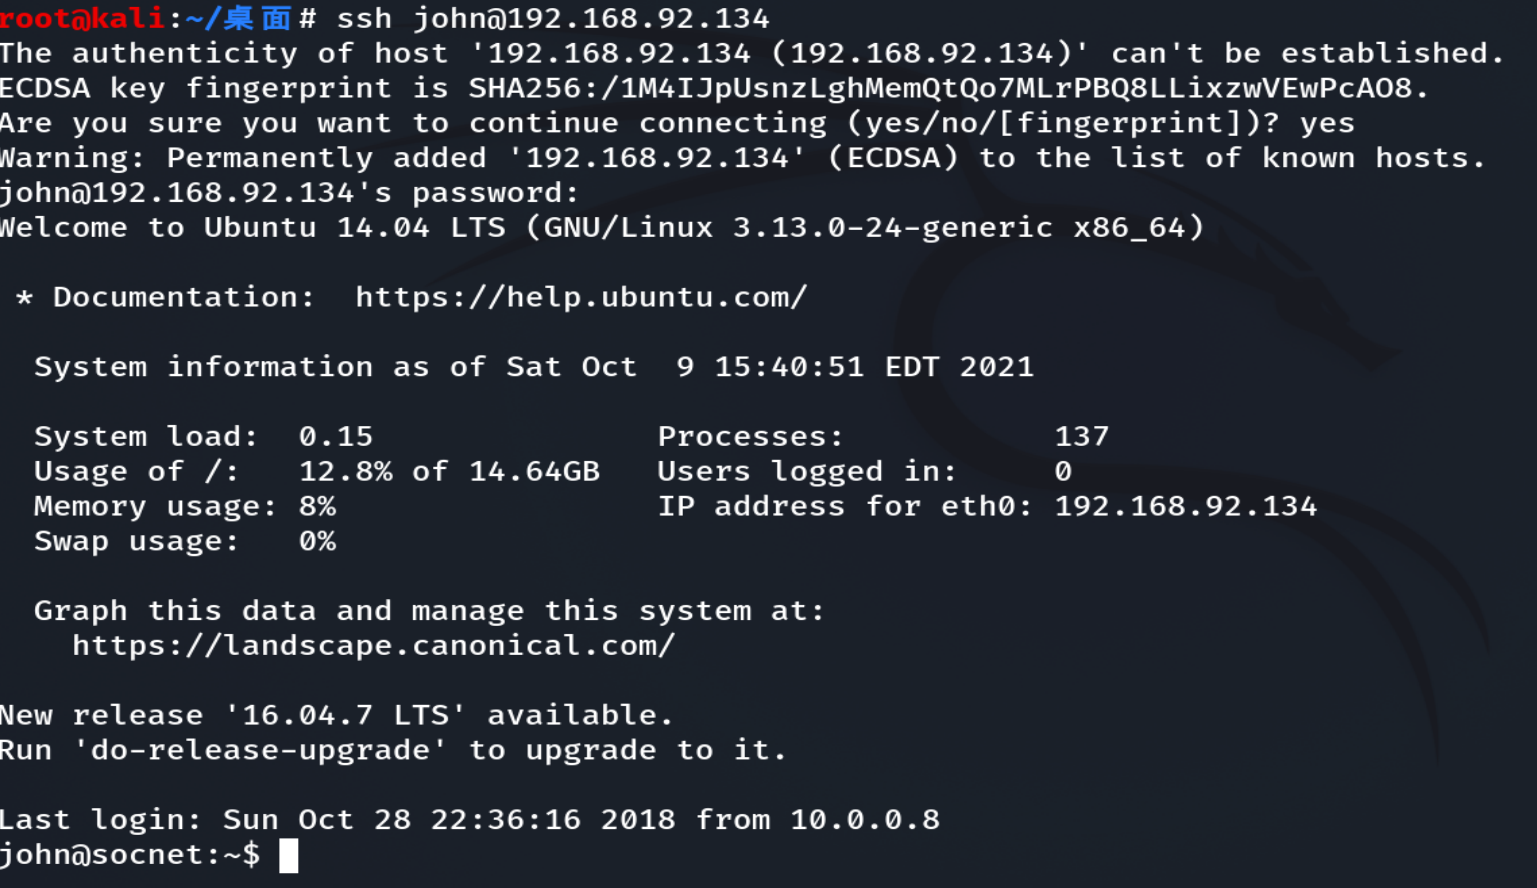 root@kali:~/桌面# ssh john@192.168.92.134
The authenticity of host '192.168.92.134 (192.168.92.134)' can't be established.
ECDSA key fingerprint is SHA256:/1M4IJpUsnzLghMemQtQo7MLrPBQ8LLixzwVEwPcAO8.
Are you sure you want to continue connecting (yes/no/[fingerprint])? yes
Warning: Permanently added '192.168.92.134' (ECDSA) to the list of known hosts.
john@192.168.92.134's password:
Welcome to Ubuntu 14.04 LTS (GNU/Linux 3.13.0-24-generic x86_64)
* Documentation:  https://help.ubuntu.com/
System information as of Sat Oct  9 15:40:51 EDT 2021
System load:  0.15               Processes:           137
Usage of /:   12.8% of 14.64GB   Users logged in:     0
Memory usage: 8%                 IP address for eth0: 192.168.92.134
Swap usage:   0%
Graph this data and manage this system at:
https://landscape.canonical.com/
New release '16.04.7 LTS' available.
Run 'do-release-upgrade' to upgrade to it.
Last login: Sun Oct 28 22:36:16 2018 from 10.0.0.8
john@socnet:~$